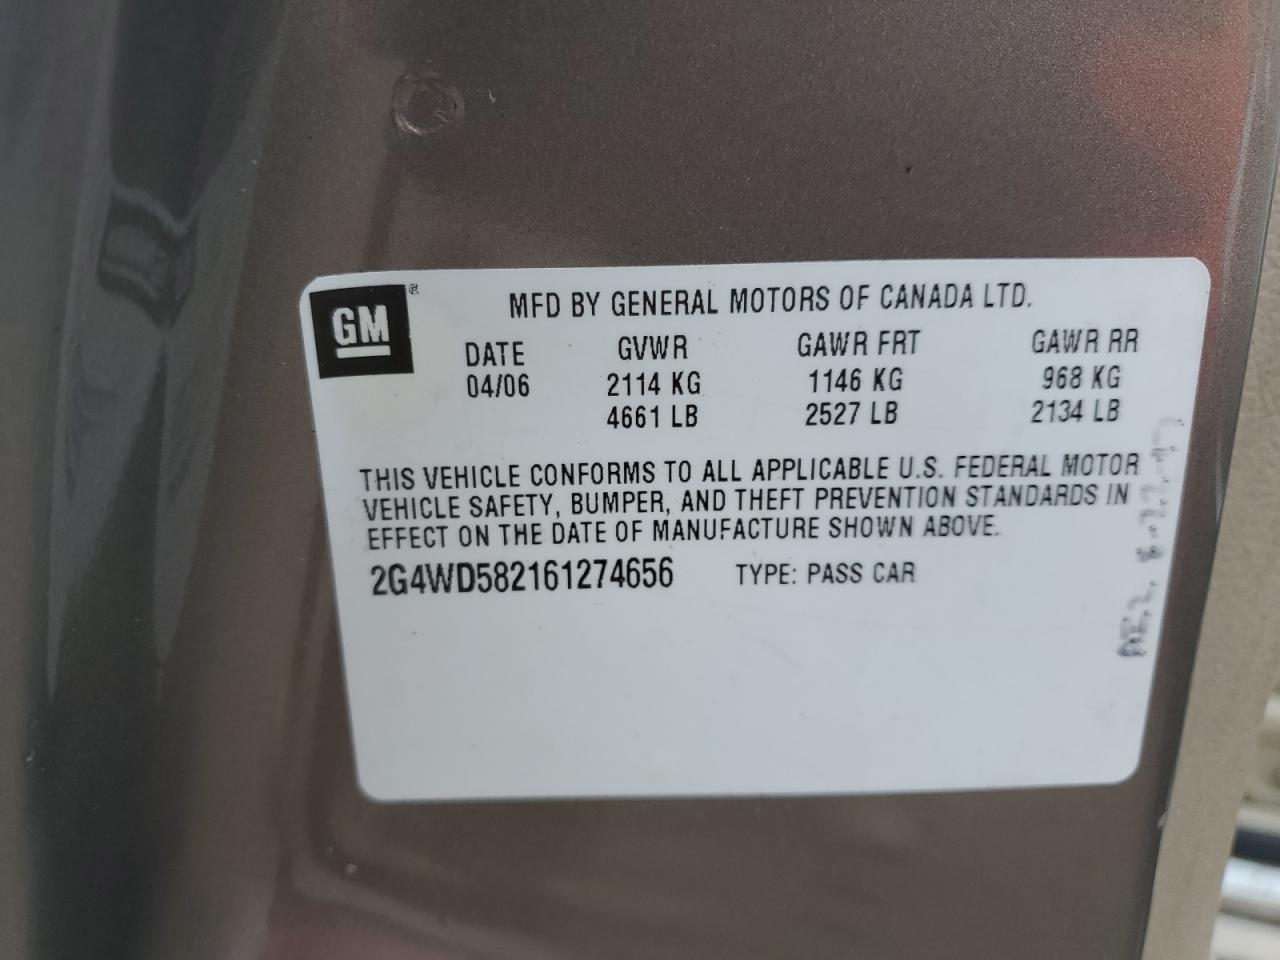 GM ®
MFD BY GENERAL MOTORS OF CANADA LTD.
DATE GVWR GAWR FRT GAWR RR
04/06 2114 KG 1146 KG 968 KG
4661 LB 2527 LB 2134 LB
THIS VEHICLE CONFORMS TO ALL APPLICABLE U.S. FEDERAL MOTOR
VEHICLE SAFETY, BUMPER, AND THEFT PREVENTION STANDARDS IN
EFFECT ON THE DATE OF MANUFACTURE SHOWN ABOVE.
2G4WD582161274656 TYPE: PASS CAR